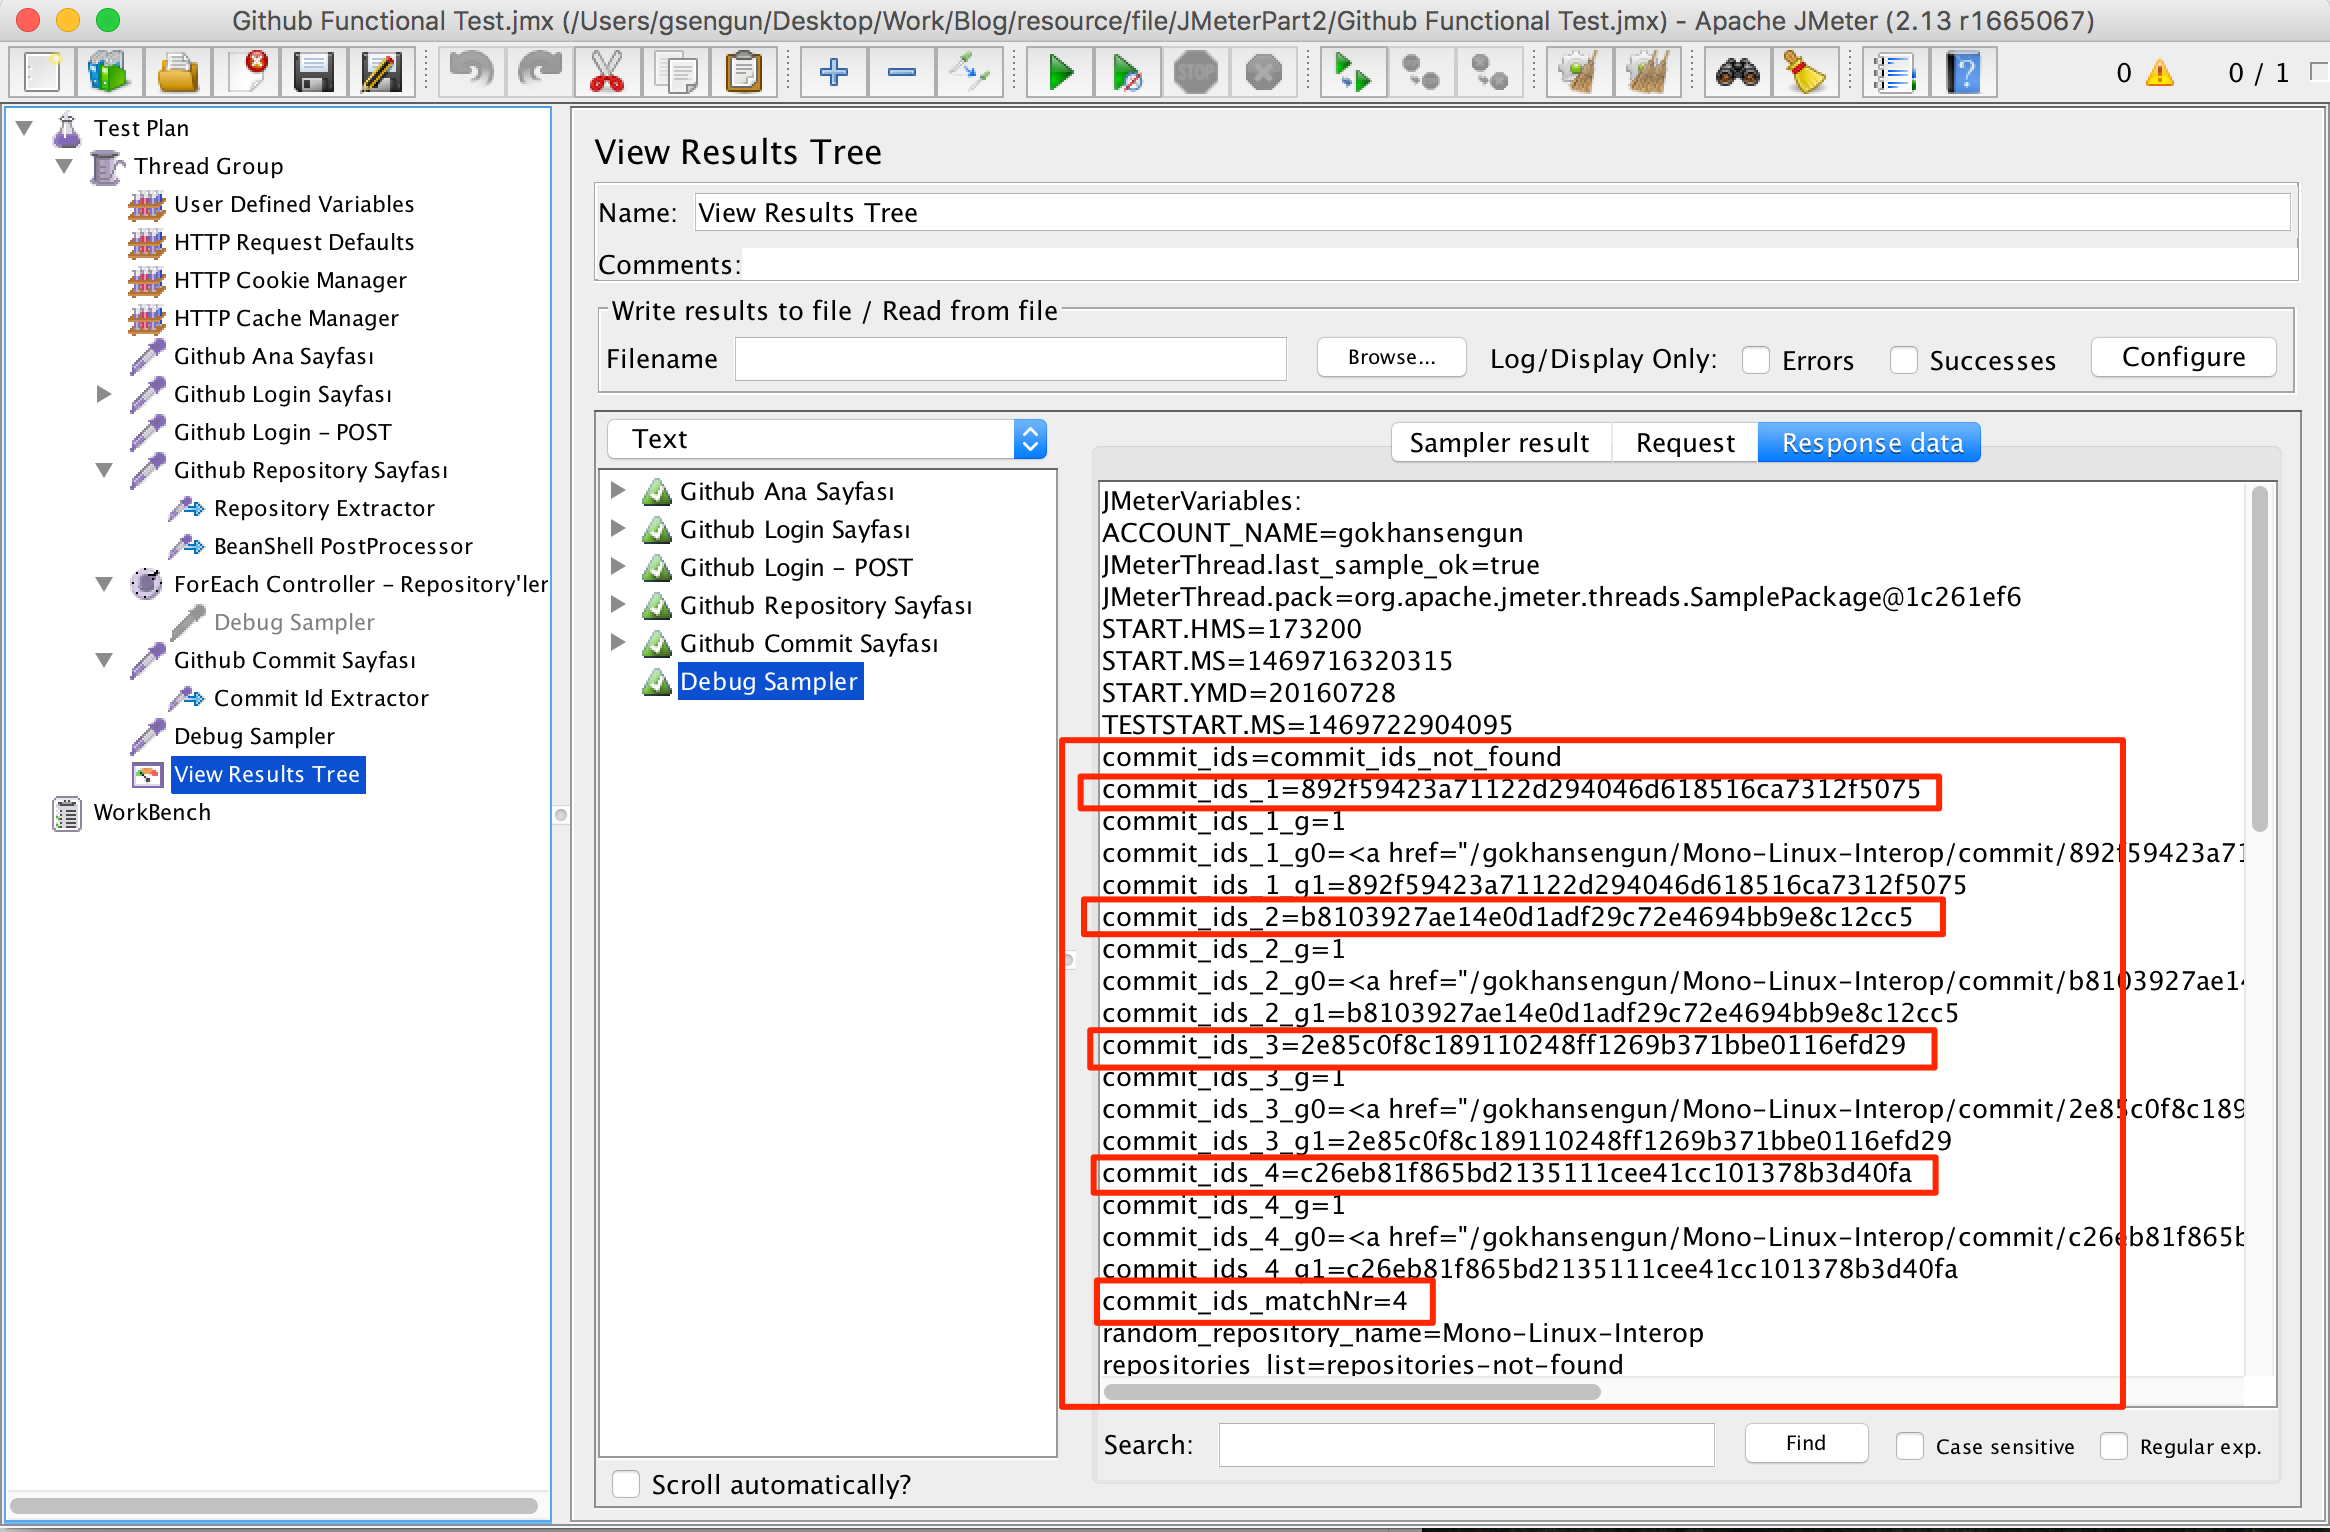 Github Functional Test.jmx (/Users/gsengun/Desktop/Work/Blog/resource/file/JMeterPart2/Github Functional Test.jmx) - Apache JMeter (2.13 r1665067)
STOP
0
0 / 1
Test Plan
Thread Group
User Defined Variables
HTTP Request Defaults
HTTP Cookie Manager
HTTP Cache Manager
Github Ana Sayfası
Github Login Sayfası
Github Login - POST
Github Repository Sayfası
Repository Extractor
BeanShell PostProcessor
ForEach Controller - Repository'ler
Debug Sampler
Github Commit Sayfası
Commit Id Extractor
Debug Sampler
View Results Tree
WorkBench
View Results Tree
Name: View Results Tree
Comments:
Write results to file / Read from file
Filename
Browse...
Log/Display Only:
Errors
Successes
Configure
Text
Github Ana Sayfası
Github Login Sayfası
Github Login - POST
Github Repository Sayfası
Github Commit Sayfası
Debug Sampler
Scroll automatically?
Sampler result
Request
Response data
JMeterVariables:
ACCOUNT_NAME=gokhansengun
JMeterThread.last_sample_ok=true
JMeterThread.pack=org.apache.jmeter.threads.SamplePackage@1c261ef6
START.HMS=173200
START.MS=1469716320315
START.YMD=20160728
TESTSTART.MS=1469722904095
commit_ids=commit_ids_not_found
commit_ids_1=892f59423a71122d294046d618516ca7312f5075
commit_ids_1_g=1
commit_ids_1_g0=<a href="/gokhansengun/Mono-Linux-Interop/commit/892f59423a71
commit_ids_1_g1=892f59423a71122d294046d618516ca7312f5075
commit_ids_2=b8103927ae14e0d1adf29c72e4694bb9e8c12cc5
commit_ids_2_g=1
commit_ids_2_g0=<a href="/gokhansengun/Mono-Linux-Interop/commit/b8103927ae14
commit_ids_2_g1=b8103927ae14e0d1adf29c72e4694bb9e8c12cc5
commit_ids_3=2e85c0f8c189110248ff1269b371bbe0116efd29
commit_ids_3_g=1
commit_ids_3_g0=<a href="/gokhansengun/Mono-Linux-Interop/commit/2e85c0f8c189
commit_ids_3_g1=2e85c0f8c189110248ff1269b371bbe0116efd29
commit_ids_4=c26eb81f865bd2135111cee41cc101378b3d40fa
commit_ids_4_g=1
commit_ids_4_g0=<a href="/gokhansengun/Mono-Linux-Interop/commit/c26eb81f865b
commit_ids_4_g1=c26eb81f865bd2135111cee41cc101378b3d40fa
commit_ids_matchNr=4
random_repository_name=Mono-Linux-Interop
repositories_list=repositories-not-found
Search:
Find
Case sensitive
Regular exp.